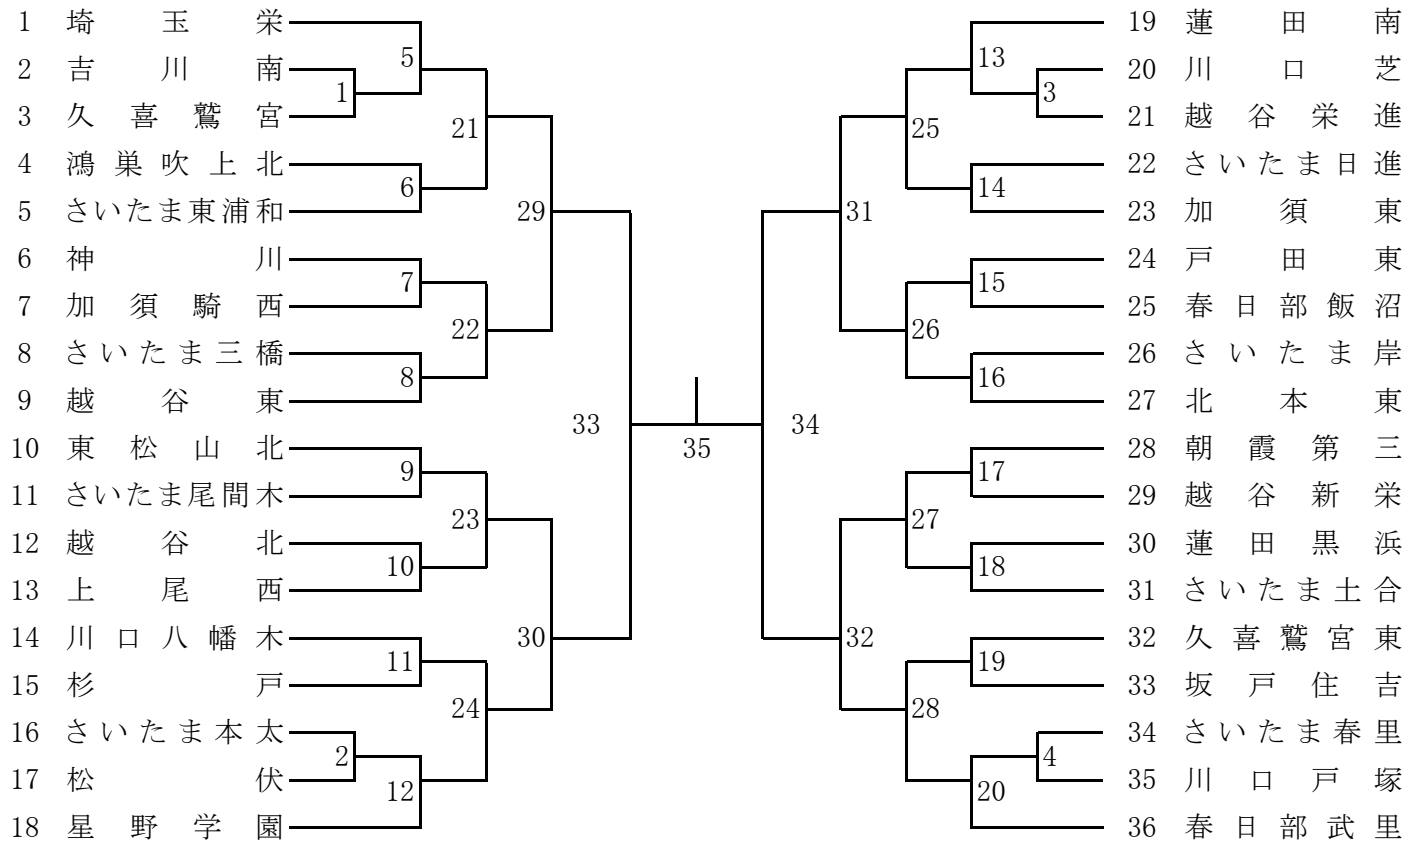 1 埼玉栄
2 吉川南
3 久喜鷲宮
4 鴻巣吹上北
5 さいたま東浦和
6 神川
7 加須騎西
8 さいたま三橋
9 越谷東
10 東松山北
11 さいたま尾間木
12 越谷北
13 上尾西
14 川口八幡木
15 杉戸
16 さいたま本太
17 松伏
18 星野学園
5
1
21
6
29
7
22
8
33
9
23
10
30
11
24
2
12
35
34
13
3
25
14
31
15
26
16
17
27
18
32
19
28
4
20
19 蓮田南
20 川口芝
21 越谷栄進
22 さいたま日進
23 加須東
24 戸田東
25 春日部飯沼
26 さいたま岸
27 北本東
28 朝霞第三
29 越谷新栄
30 蓮田黒浜
31 さいたま土合
32 久喜鷲宮東
33 坂戸住吉
34 さいたま春里
35 川口戸塚
36 春日部武里